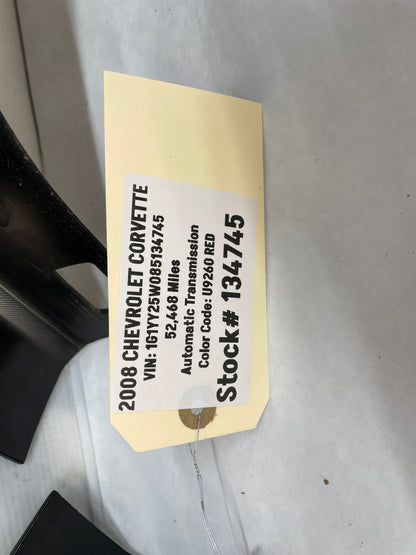 2008 CHEVROLET CORVETTE
VIN: 1G1YY25W085134745
52,468 Miles
Automatic Transmission
Color Code: U9260 RED
Stock# 134745